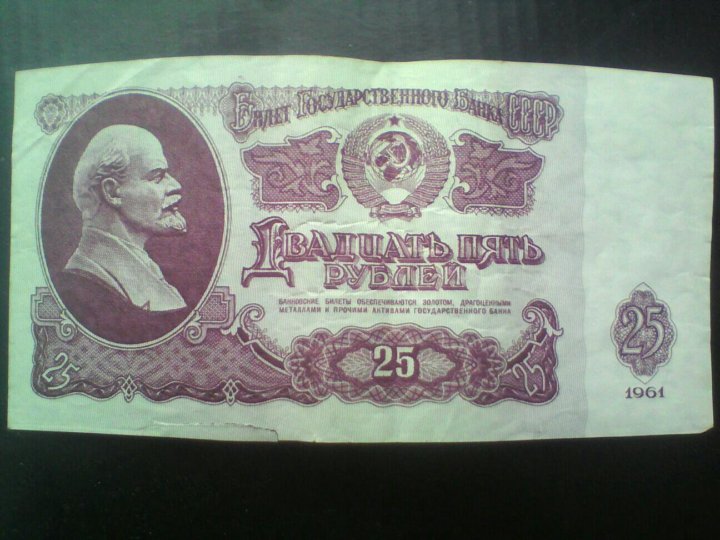 Билет Государственного Банка СССР
Двадцать пять
рублей
БАНКОВСКИЕ БИЛЕТЫ ОБЕСПЕЧИВАЮТСЯ ЗОЛОТОМ, ДРАГОЦЕННЫМИ
МЕТАЛЛАМИ И ПРОЧИМИ АКТИВАМИ ГОСУДАРСТВЕННОГО БАНКА
25
25
25
25
1961